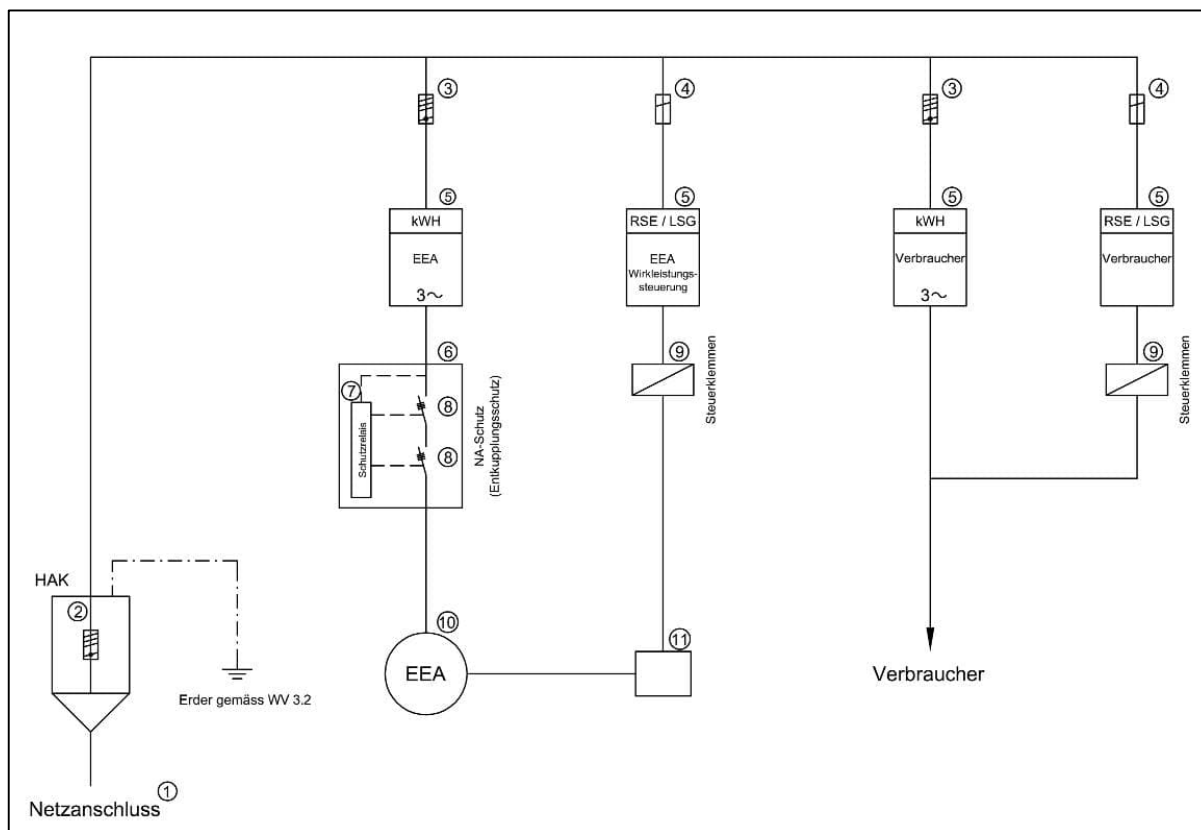 ③
④
③
④
⑤
⑤
⑤
⑤
kWH
RSE / LSG
kWH
RSE / LSG
EEA
3~
EEA
Wirkleistungs-
steuerung
Verbraucher
3~
Verbraucher
⑥
⑦
⑧
⑧
Schutzrelais
NA-Schutz
(Entkupplungsschutz)
⑨
Steuerklemmen
⑨
Steuerklemmen
HAK
②
Erder gemäss WV 3.2
⑩
EEA
⑪
Verbraucher
Netzanschluss ①